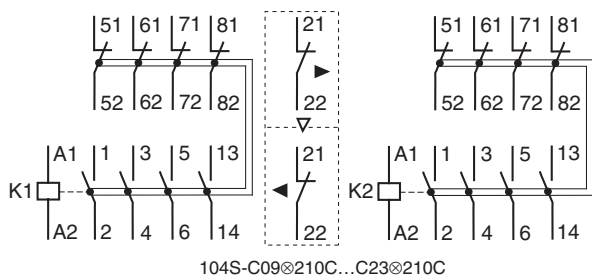 51 61 71 81 21 51 61 71 81
52 62 72 82 22 52 62 72 82
A1 1 3 5 13 21 A1 1 3 5 13
K1 K2
A2 2 4 6 14 22 A2 2 4 6 14
104S-C09⊗210C...C23⊗210C